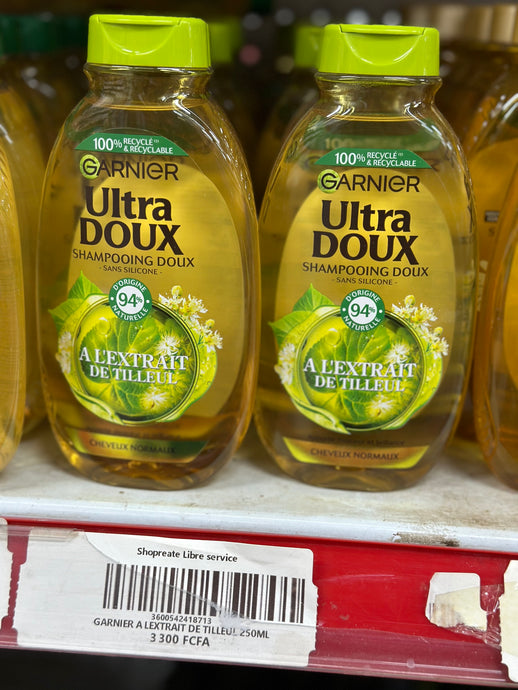 100% RECYCLÉ
& RECYCLABLE
GARNIER
Ultra
DOUX
SHAMPOOING DOUX
- SANS SILICONE -
D'ORIGINE
94%
NATURELLE
A L'EXTRAIT
DE TILLEUL
CHEVEUX NORMAUX
100% RECYCLÉ
& RECYCLABLE
GARNIER
Ultra
DOUX
SHAMPOOING DOUX
- SANS SILICONE -
D'ORIGINE
94%
NATURELLE
A L'EXTRAIT
DE TILLEUL
CHEVEUX NORMAUX
Shopreate Libre service
3600542418713
GARNIER A LEXTRAIT DE TILLEUL 250ML
3 300 FCFA